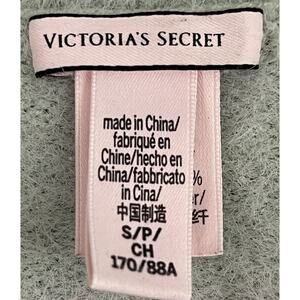 VICTORIA'S SECRET
made in China/
fabriqué en
Chine/hecho en
China/fabbricato
in Cina/
中国制造
S/P/
CH
170/88A
%